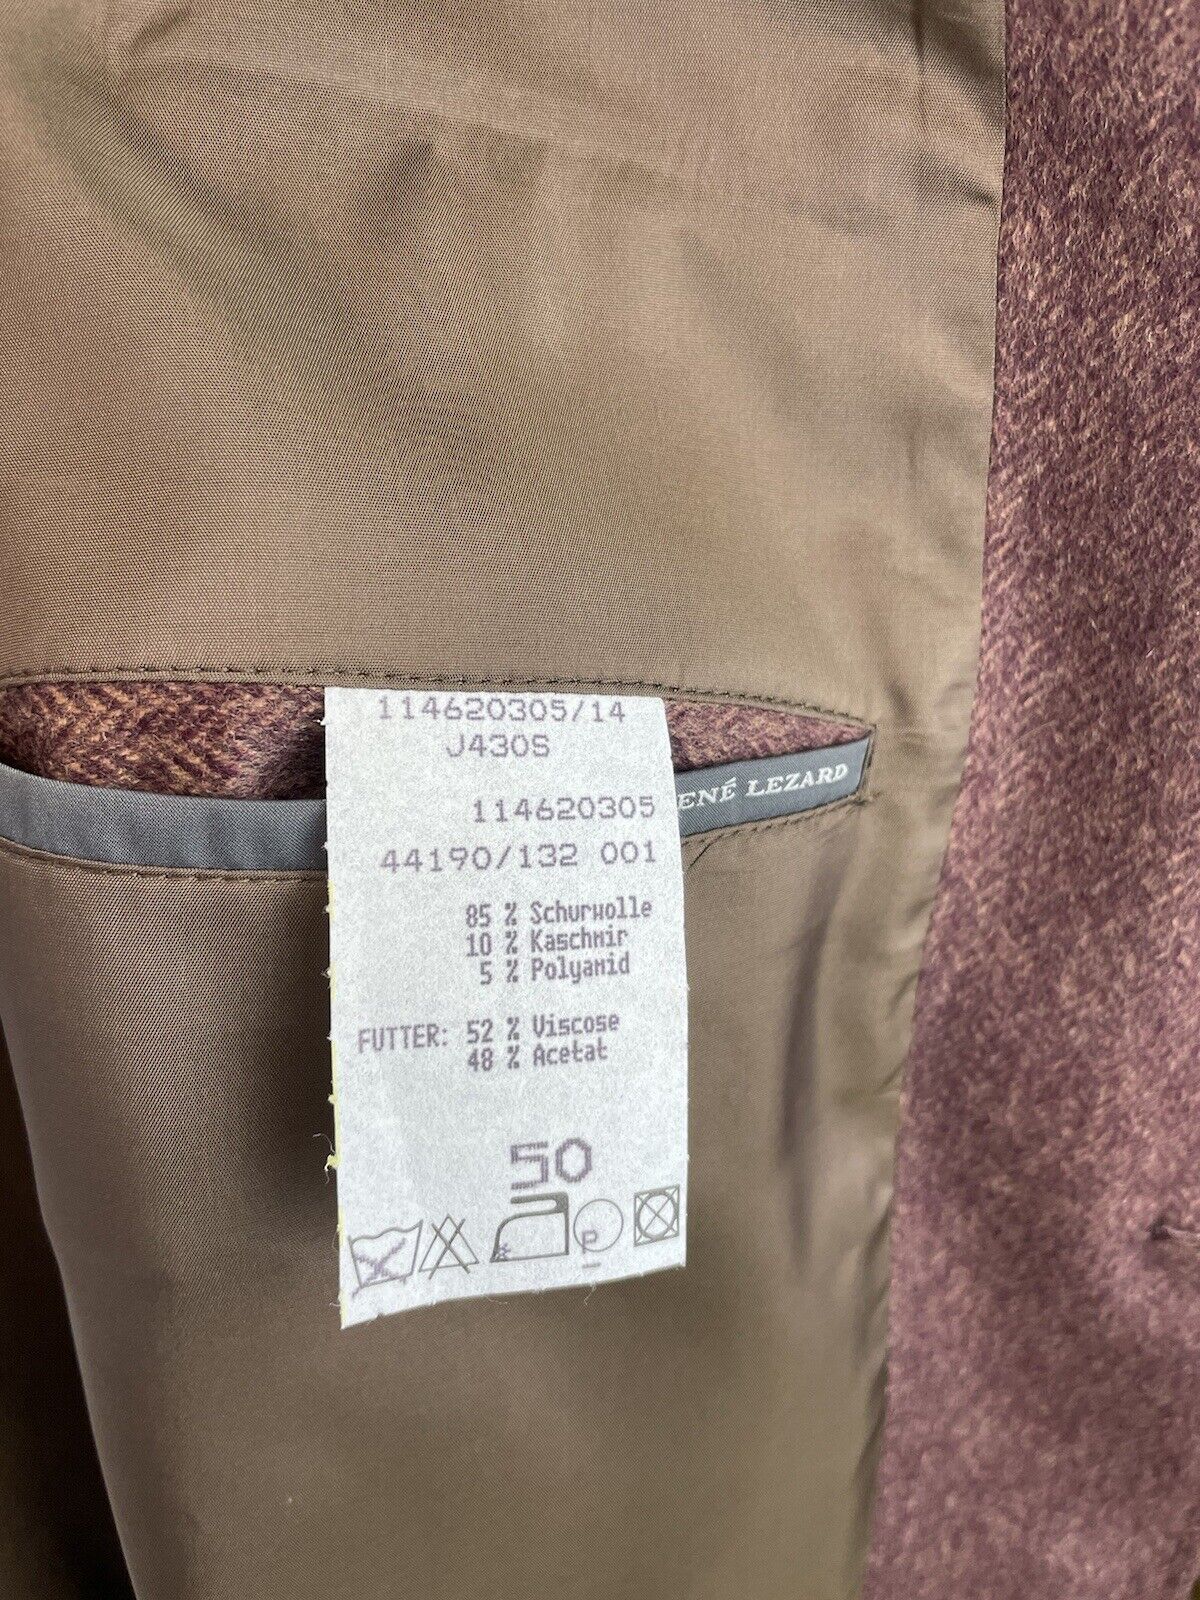 114620305/14
J430S
ENÉ LEZARD
114620305
44190/132 001
85 % Schurwolle
10 % Kaschmir
5 % Polyamid
FUTTER: 52 % Viscose
48 % Acetat
50
P